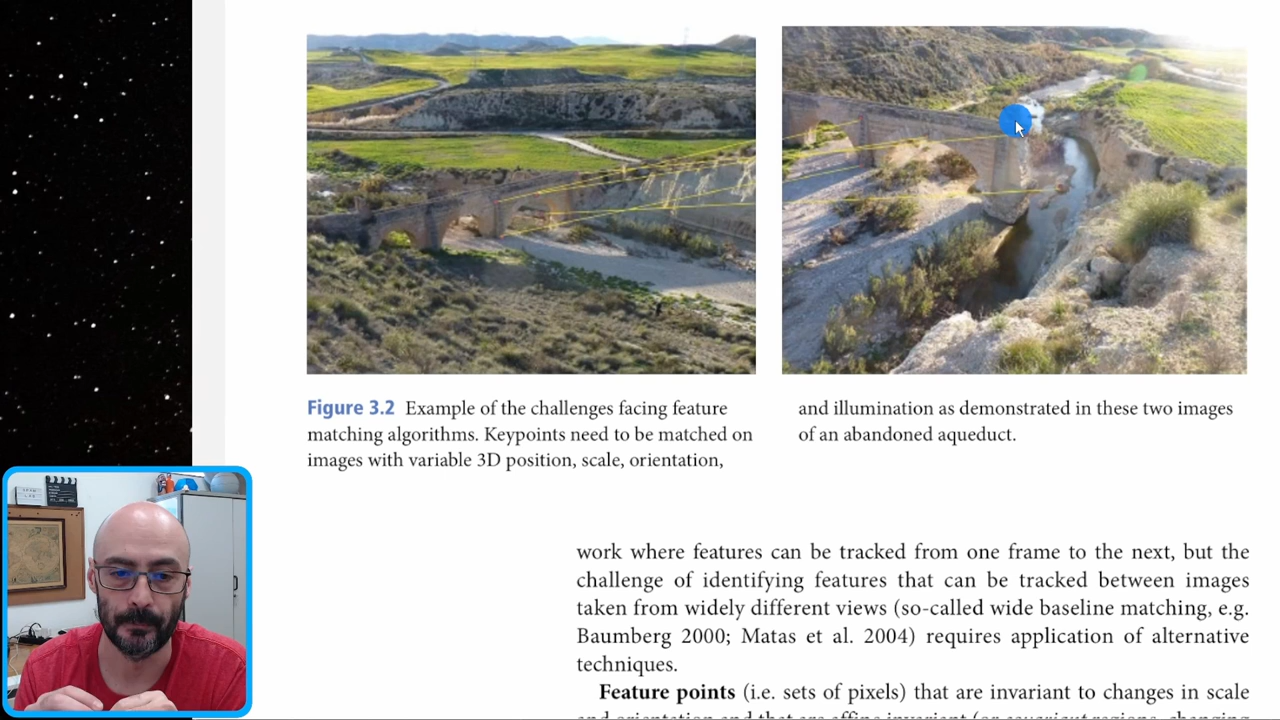 Figure 3.2 Example of the challenges facing feature
matching algorithms. Keypoints need to be matched on
images with variable 3D position, scale, orientation,
and illumination as demonstrated in these two images
of an abandoned aqueduct.
work where features can be tracked from one frame to the next, but the
challenge of identifying features that can be tracked between images
taken from widely different views (so-called wide baseline matching, e.g.
Baumberg 2000; Matas et al. 2004) requires application of alternative
techniques.
Feature points (i.e. sets of pixels) that are invariant to changes in scale